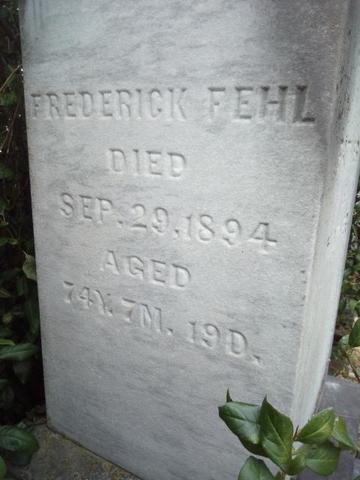 FREDERICK FEHL
DIED
SEP. 29, 1894
AGED
74Y. 7M. 19D.